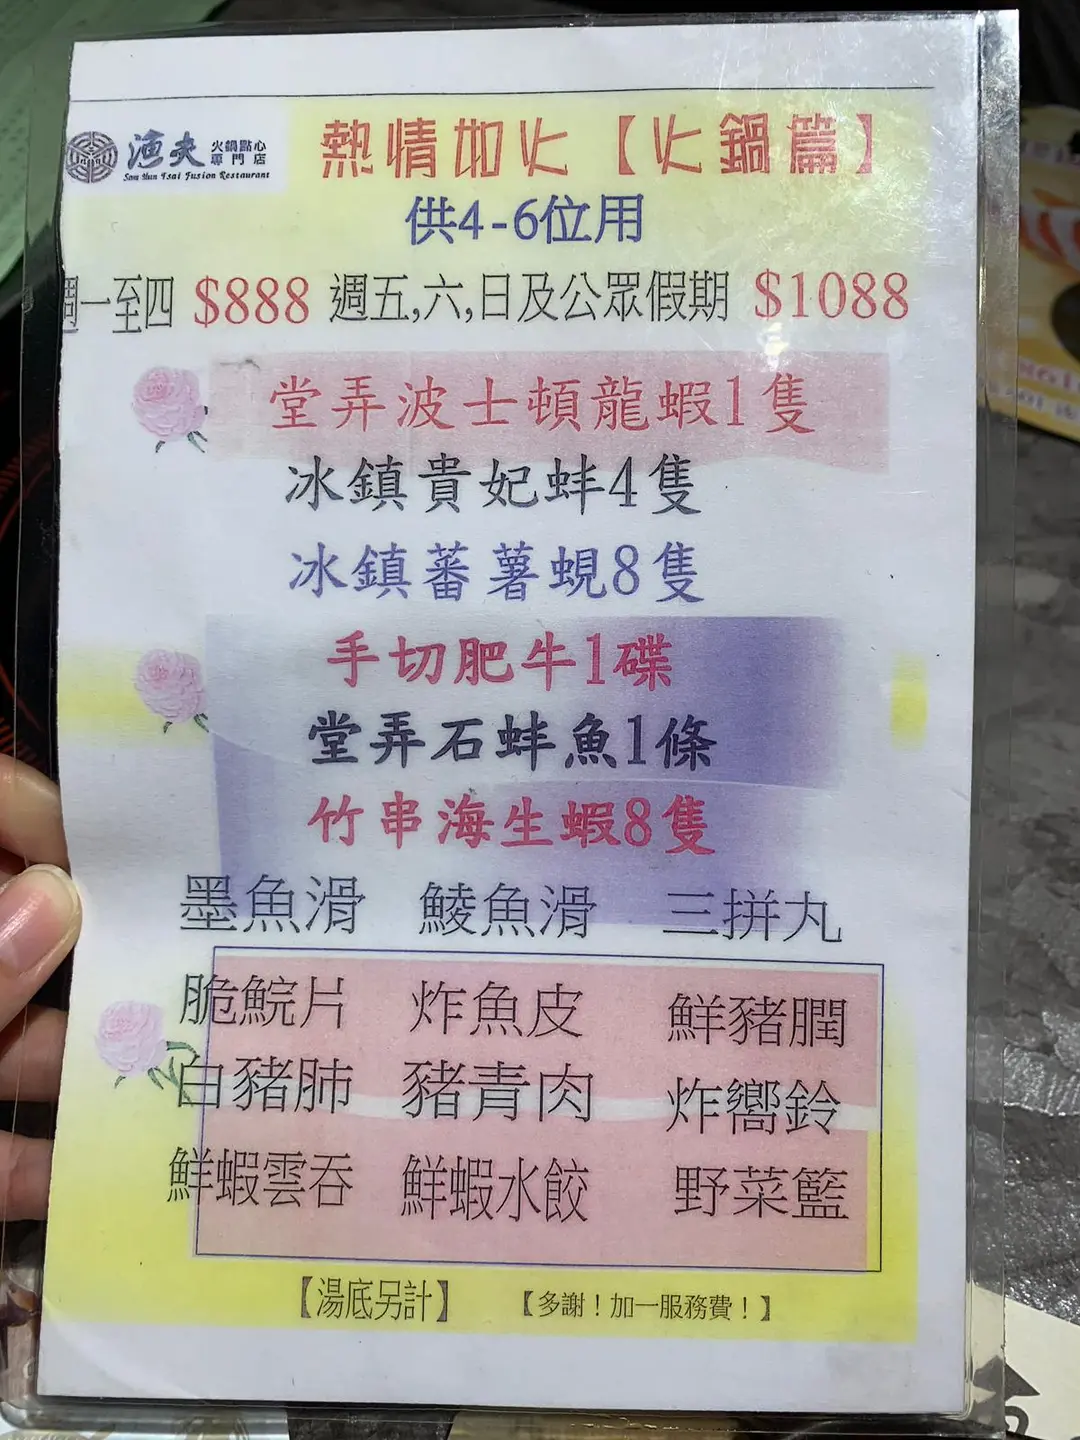 漁夫 火鍋點心
專門店
Sam Mun Tsai Fusion Restaurant
熱情如火【火鍋篇】
供4-6位用
週一至四 $888 週五,六,日及公眾假期 $1088
堂弄波士頓龍蝦1隻
冰鎮貴妃蚌4隻
冰鎮蕃薯蜆8隻
手切肥牛1碟
堂弄石蚌魚1條
竹串海生蝦8隻
墨魚滑 鯪魚滑 三拼丸
脆鯇片 炸魚皮 鮮豬膶
白豬肺 豬青肉 炸嚮鈴
鮮蝦雲吞 鮮蝦水餃 野菜籃
【湯底另計】 【多謝！加一服務費！】